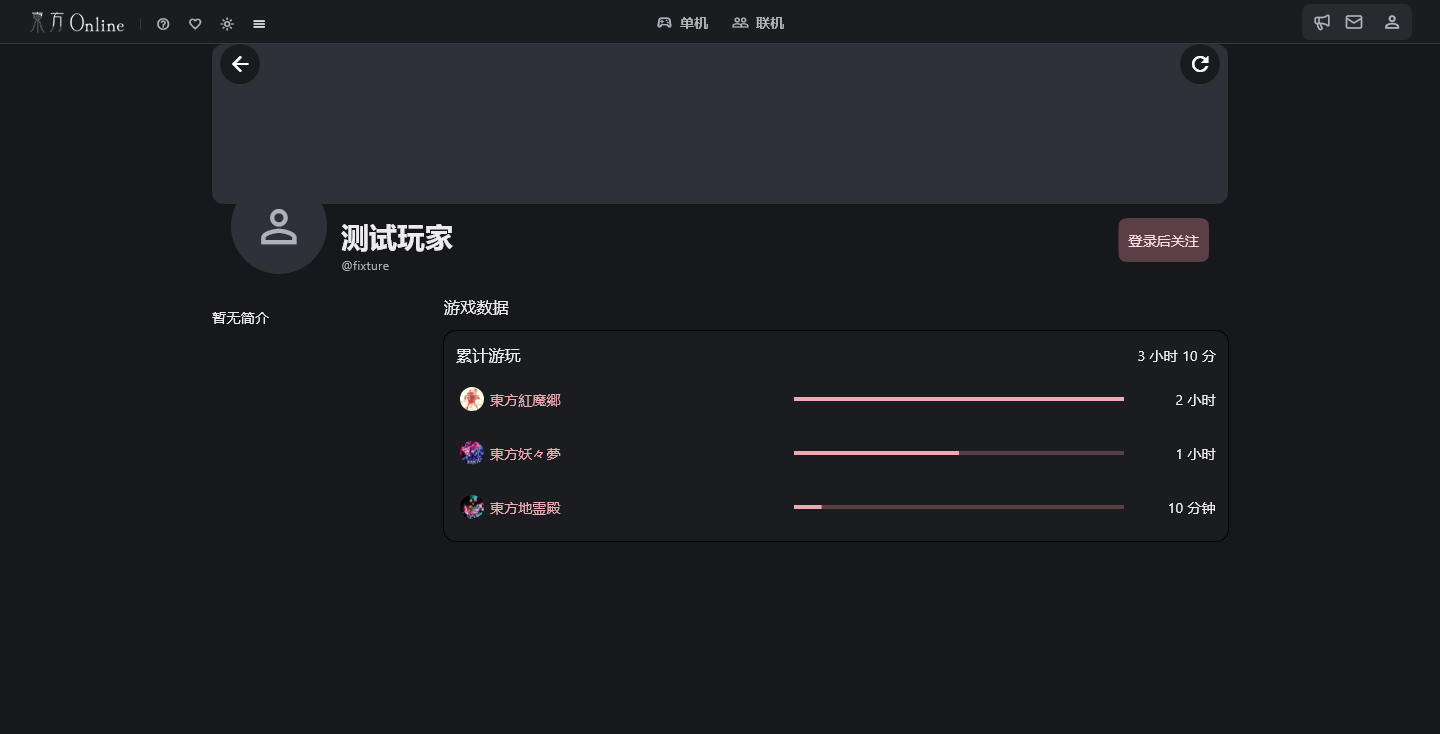 東方Online
单机
联机
测试玩家
@fixture
登录后关注
暂无简介
游戏数据
累计游玩
3 小时 10 分
東方紅魔郷
2 小时
東方妖々夢
1 小时
東方地霊殿
10 分钟